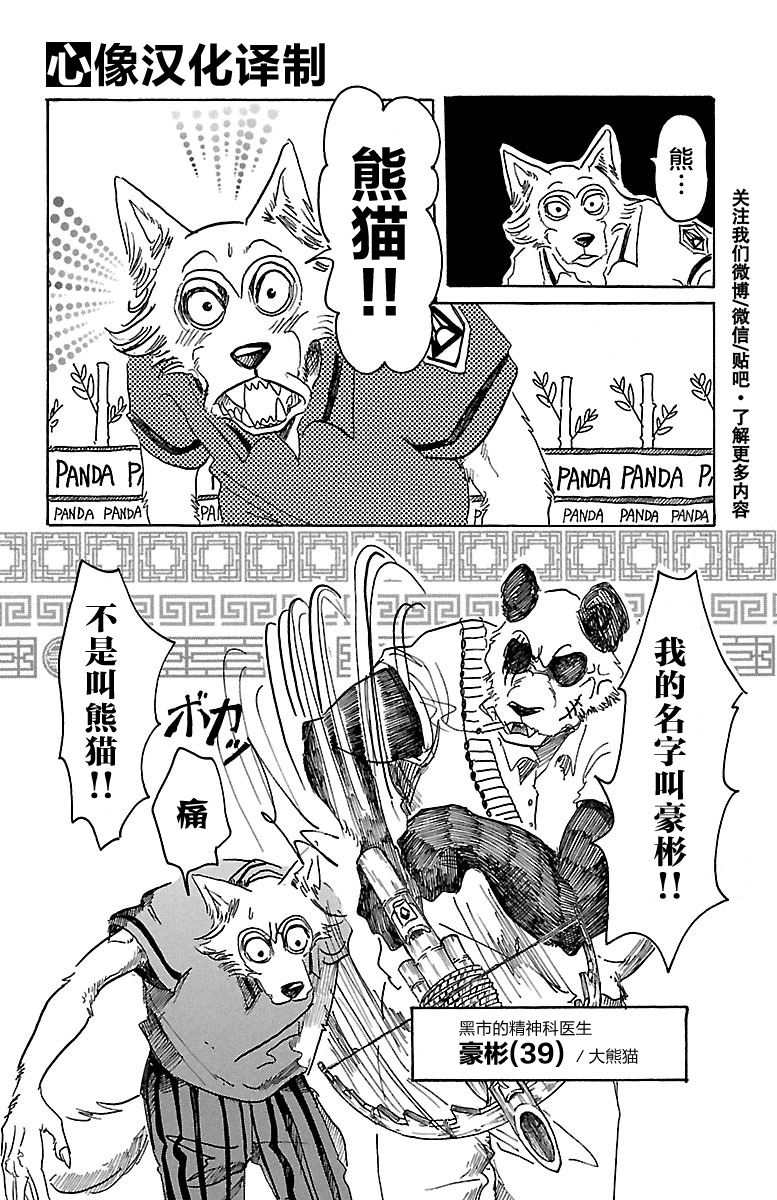 心像汉化译制
熊…
熊猫!!
关注我们微博/微信/贴吧·了解更多内容
PANDA PANDA P
PANDA PANDA PANDA
PANDA PA
PANDA PANDA
PA
我的名字叫豪彬!!
ボカッ
不是叫熊猫!!
痛
黑市的精神科医生
豪彬(39) /大熊猫